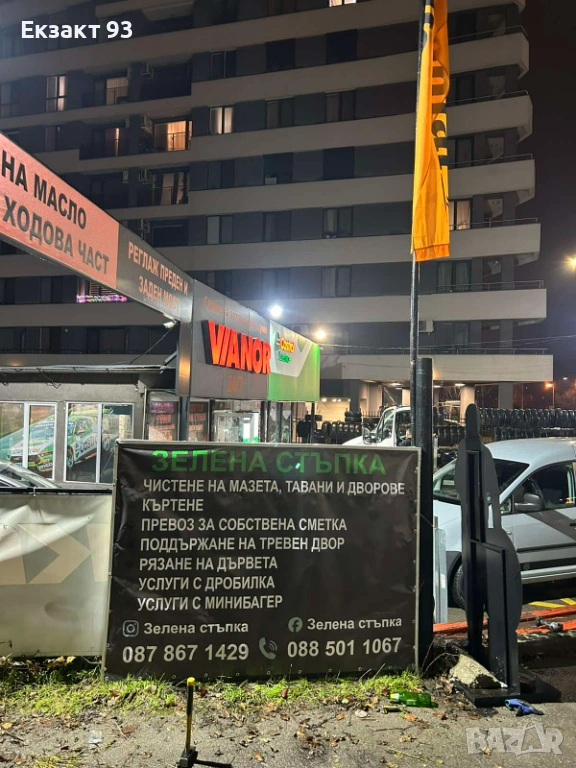 Екзакт 93
НА МАСЛО
ХОДОВА ЧАСТ
РЕГЛАЖ ПРЕДЕН И
ЗАДЕН МОСТ
VIANOR
Castrol
ЗЕЛЕНА СТЪПКА
ЧИСТЕНЕ НА МАЗЕТА, ТАВАНИ И ДВОРОВЕ
КЪРТЕНЕ
ПРЕВОЗ ЗА СОБСТВЕНА СМЕТКА
ПОДДЪРЖАНЕ НА ТРЕВЕН ДВОР
РЯЗАНЕ НА ДЪРВЕТА
УСЛУГИ С ДРОБИЛКА
УСЛУГИ С МИНИБАГЕР
Зелена стъпка
Зелена стъпка
087 867 1429
088 501 1067
BAZAR